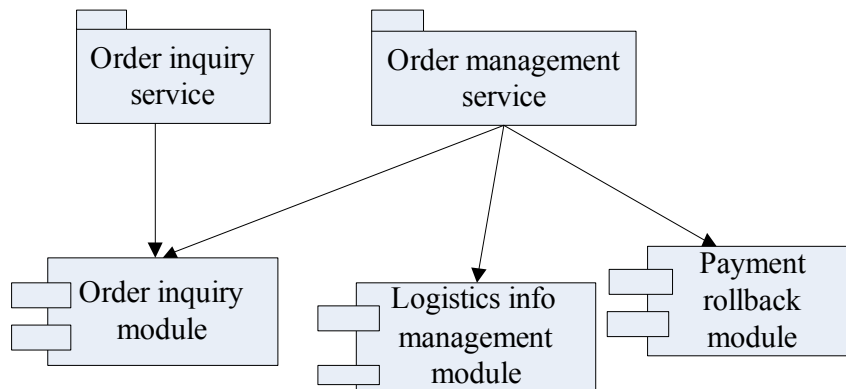 Order inquiry
service
Order management
service
Order inquiry
module
Logistics info
management
module
Payment
rollback
module